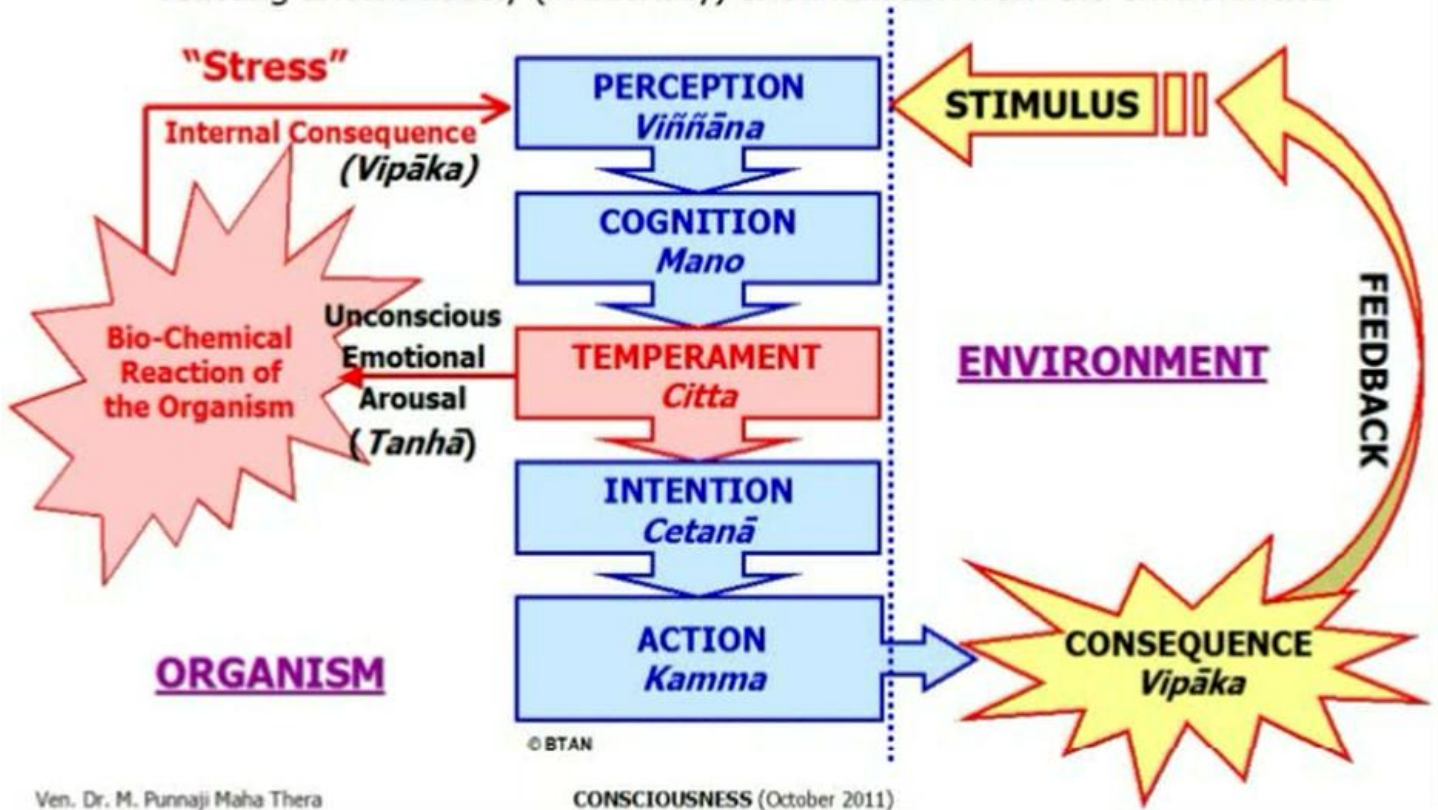 "Stress"
Internal Consequence
(Vipāka)
PERCEPTION
Viññāna
STIMULUS
COGNITION
Mano
Bio-Chemical
Reaction of
the Organism
Unconscious
Emotional
Arousal
(Tanhā)
TEMPERAMENT
Citta
ENVIRONMENT
FEEDBACK
INTENTION
Cetanā
ORGANISM
ACTION
Kamma
CONSEQUENCE
Vipāka
© BTAN
Ven. Dr. M. Punnaji Maha Thera
CONSCIOUSNESS (October 2011)